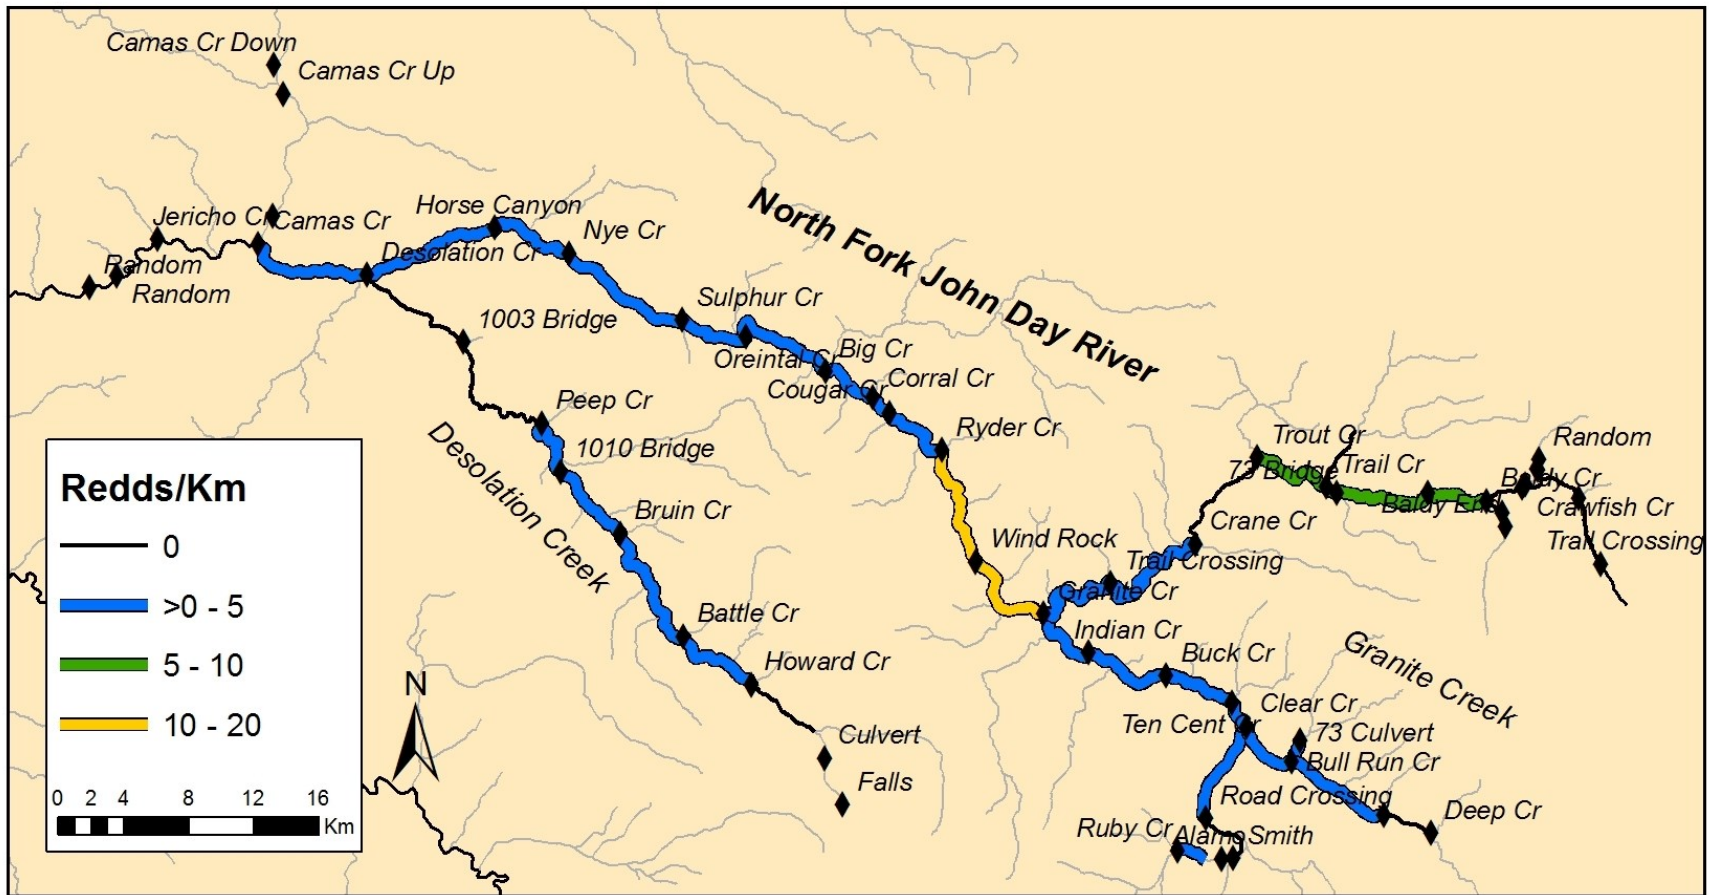 Camas Cr Down
Camas Cr Up
Jericho Cr
Camas Cr
Horse Canyon
Nye Cr
Desolation Cr
Random
Random
North Fork John Day River
1003 Bridge
Sulphur Cr
Oreintal Cr
Big Cr
Cougar Cr
Corral Cr
Peep Cr
1010 Bridge
Desolation Creek
Ryder Cr
Trout Cr
73 Bridge
Trail Cr
Random
Baldy Cr
Baldy End
Crawfish Cr
Trail Crossing
Bruin Cr
Crane Cr
Wind Rock
Trail Crossing
Granite Cr
Indian Cr
Battle Cr
Howard Cr
Buck Cr
Granite Creek
Clear Cr
Ten Cent Cr
73 Culvert
Bull Run Cr
Culvert
Falls
Road Crossing
Deep Cr
Ruby Cr
Alamo
Smith
Redds/Km
0
>0 - 5
5 - 10
10 - 20
N
0 2 4 8 12 16
Km